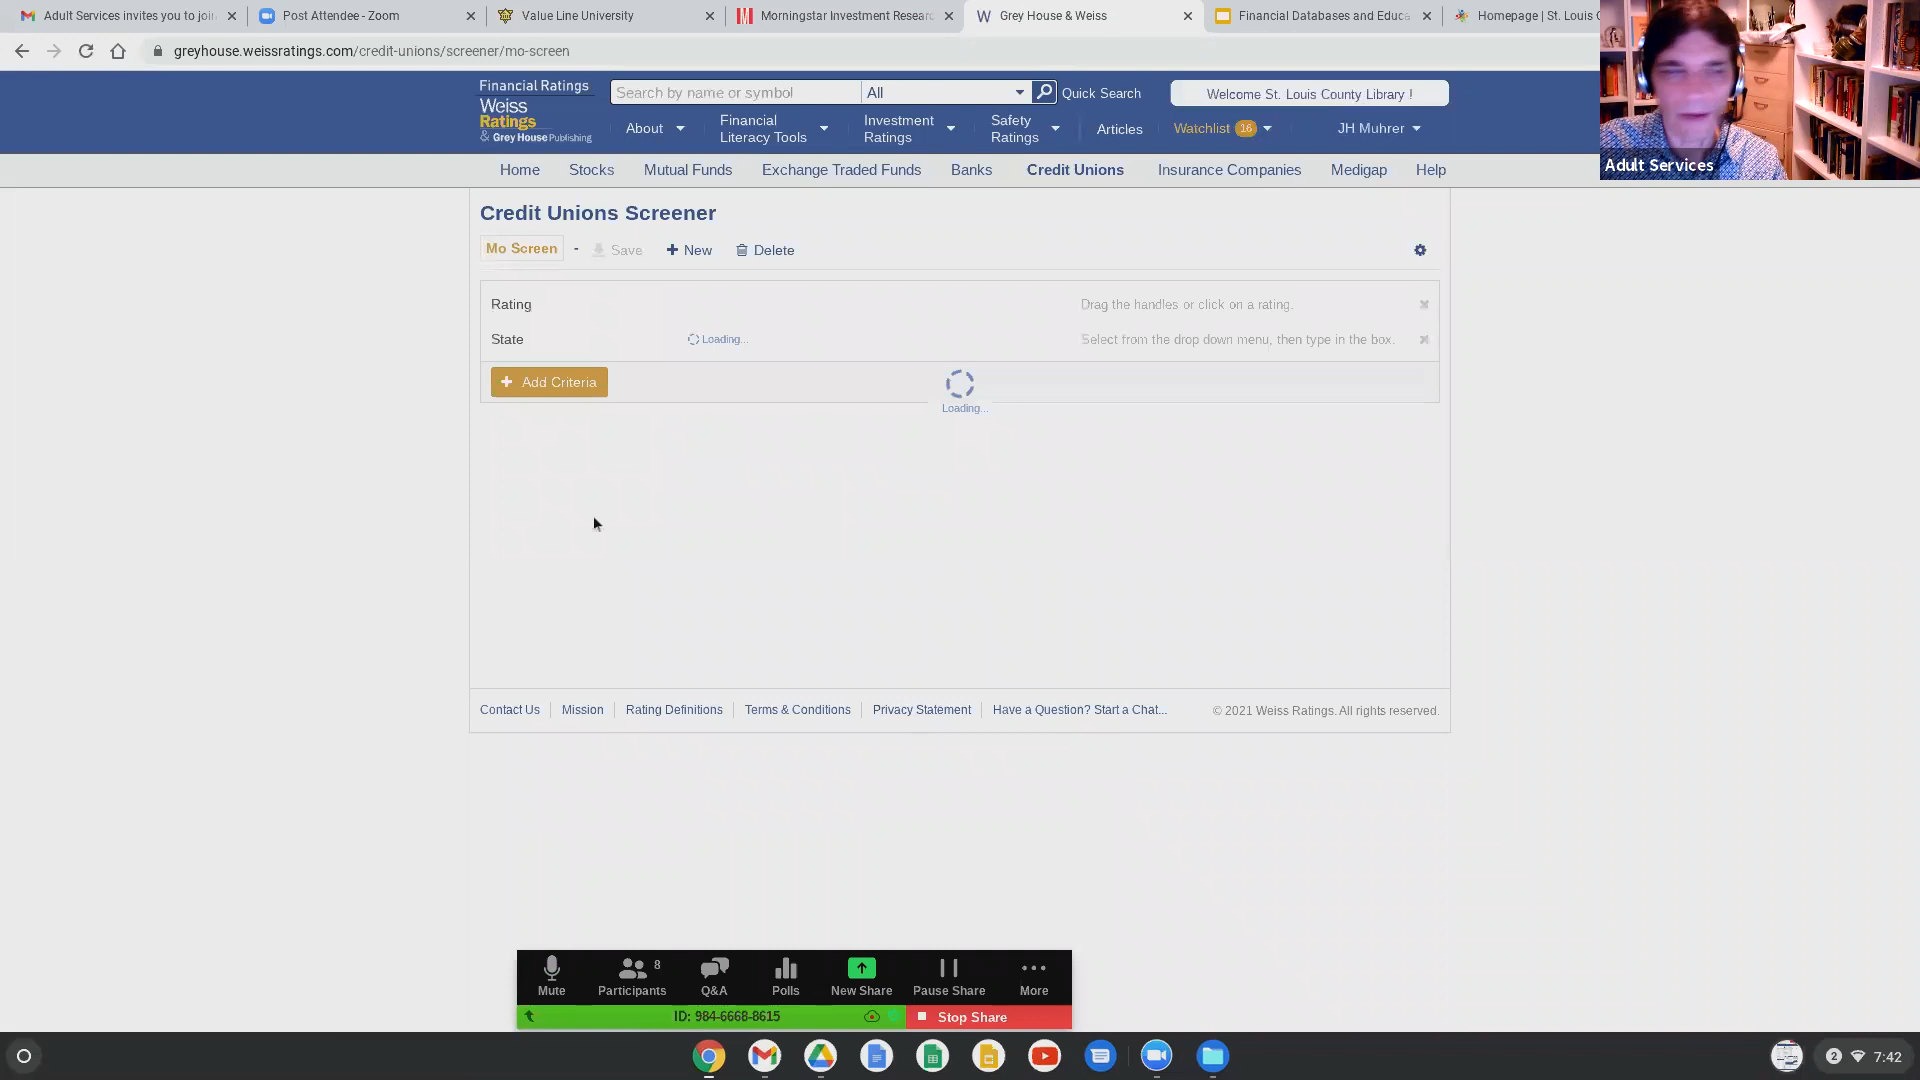 Adult Services invites you to joi
Post Attendee - Zoom
Value Line University
Morningstar Investment Resear
Grey House & Weiss
Financial Databases and Educ
Homepage | St. Louis C
greyhouse.weissratings.com/credit-unions/screener/mo-screen
Financial Ratings
Weiss
Ratings
& Grey House Publishing
Search by name or symbol
All
Quick Search
Welcome St. Louis County Library !
About
Financial
Literacy Tools
Investment
Ratings
Safety
Ratings
Articles
Watchlist 16
JH Muhrer
Adult Services
Home Stocks Mutual Funds Exchange Traded Funds Banks Credit Unions Insurance Companies Medigap Help
Credit Unions Screener
Mo Screen - Save + New Delete
Rating Drag the handles or click on a rating.
State Loading... Select from the drop down menu, then type in the box.
+ Add Criteria
Loading...
Contact Us Mission Rating Definitions Terms & Conditions Privacy Statement Have a Question? Start a Chat... © 2021 Weiss Ratings. All rights reserved.
8
Mute Participants Q&A Polls New Share Pause Share More
ID: 984-6668-8615 Stop Share
2 7:42